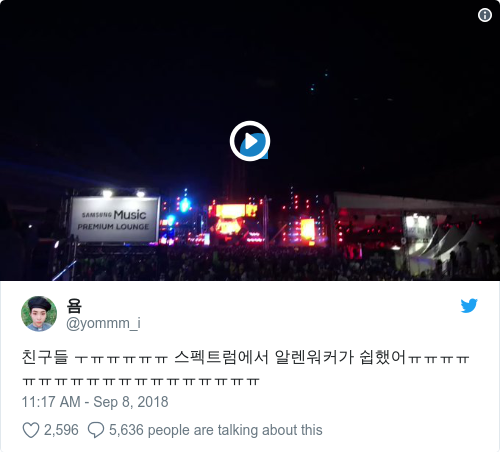 SAMSUNG Music
PREMIUM LOUNGE
욤
@yommm_i
친구들 ㅜㅠㅠㅠㅠㅠ 스펙트럼에서 알렌워커가 쉽했어ㅠㅠㅠㅠ
ㅠㅠㅠㅠㅠㅠㅠㅠㅠㅠㅠㅠㅠㅠㅠ
11:17 AM - Sep 8, 2018
2,596 5,636 people are talking about this